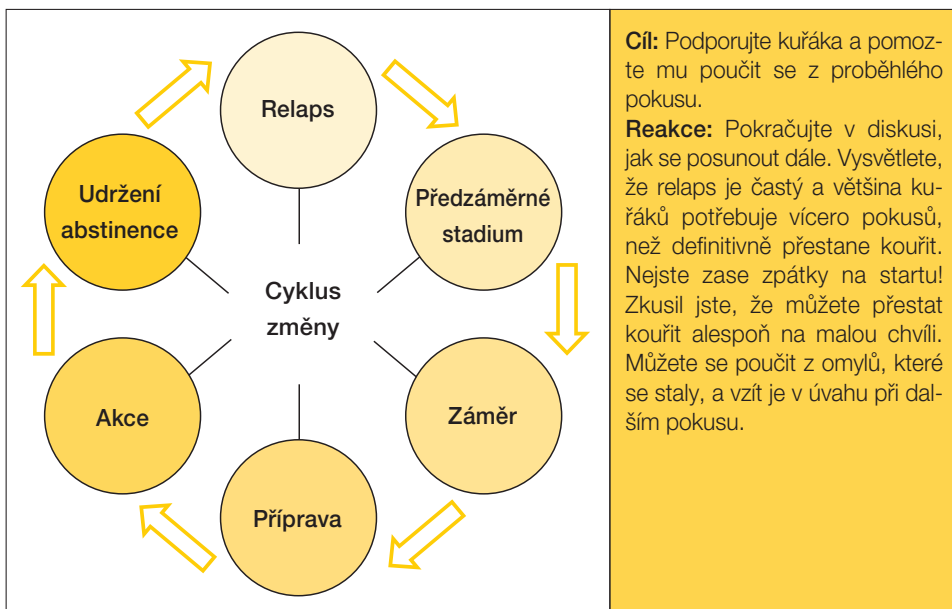 Relaps
Předzáměrné
stadium
Záměr
Příprava
Akce
Udržení
abstinence
Cyklus
změny
Cíl: Podporujte kuřáka a pomoz-
te mu poučit se z proběhlého
pokusu.
Reakce: Pokračujte v diskusi,
jak se posunout dále. Vysvětlete,
že relaps je častý a většina ku-
řáků potřebuje vícero pokusů,
než definitivně přestane kouřit.
Nejste zase zpátky na startu!
Zkusil jste, že můžete přestat
kouřit alespoň na malou chvíli.
Můžete se poučit z omylů, které
se staly, a vzít je v úvahu při dal-
ším pokusu.